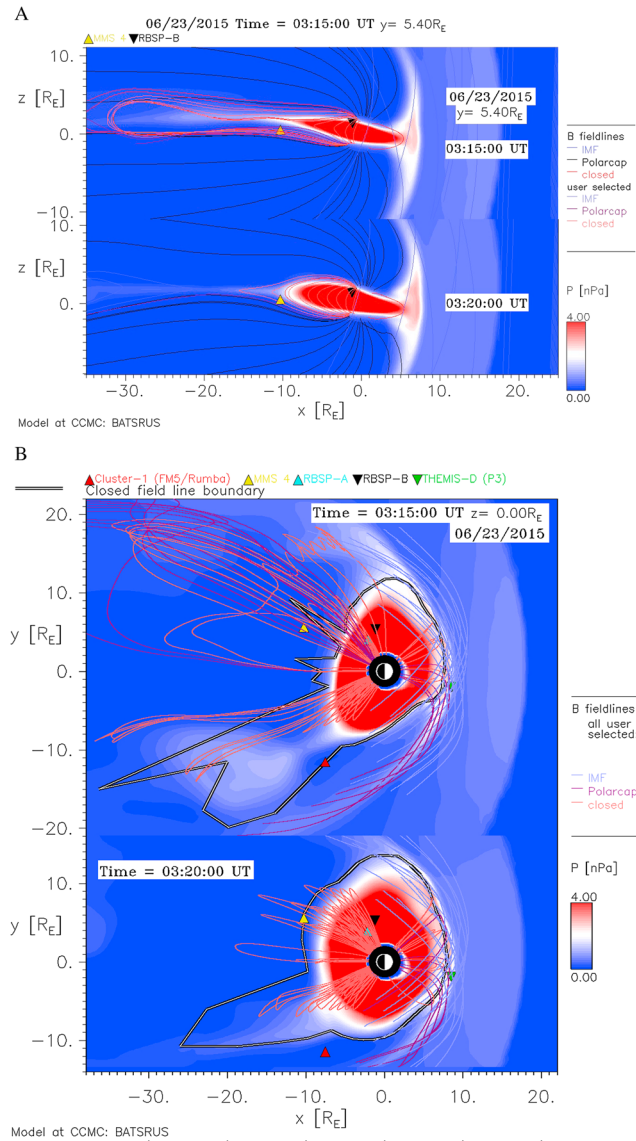 A
06/23/2015 Time = 03:15:00 UT y= 5.40R_E
MMS 4 RBSP-B
10.
z [R_E]
0.
-10.
06/23/2015
y= 5.40R_E
03:15:00 UT
B fieldlines
IMF
Polarcap
closed
user selected
IMF
Polarcap
closed
10.
z [R_E]
0.
03:20:00 UT
P [nPa]
4.00
0.00
-30. -20. -10. 0. 10. 20.
x [R_E]
Model at CCMC: BATSRUS
B
Cluster-1 (FM5/Rumba) MMS 4 RBSP-A RBSP-B THEMIS-D (P3)
Closed field line boundary
20.
Time = 03:15:00 UT z= 0.00R_E
06/23/2015
10.
y [R_E]
0.
-10.
-20.
B fieldlines
all user
selected
IMF
Polarcap
closed
Time = 03:20:00 UT
10.
y [R_E]
0.
-10.
P [nPa]
4.00
0.00
-30. -20. -10. 0. 10. 20.
x [R_E]
Model at CCMC: BATSRUS